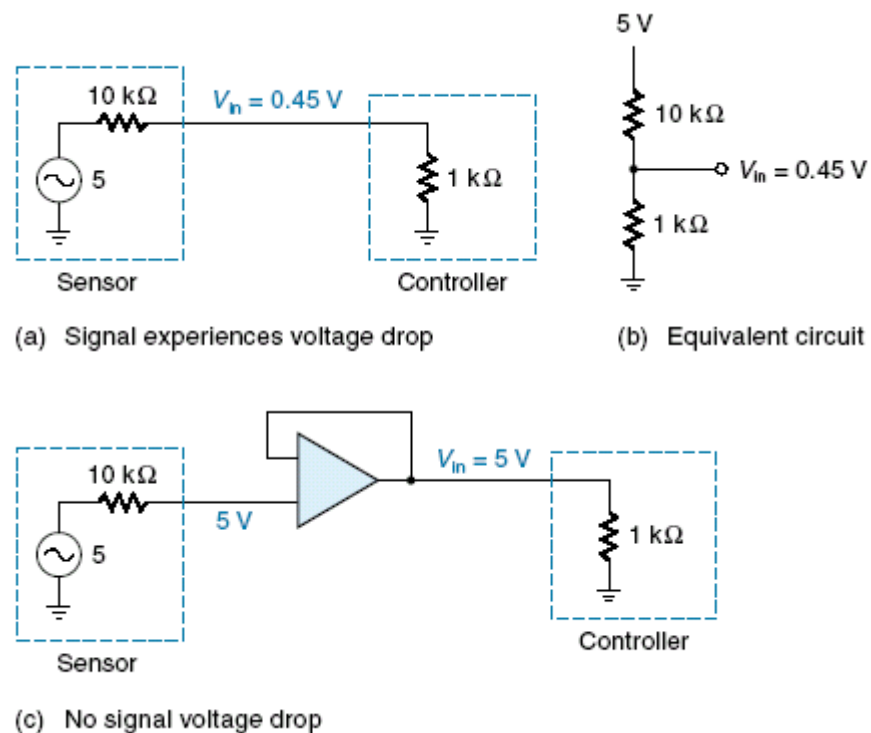 5 V
10 kΩ
V_in = 0.45 V
10 kΩ
5
1 kΩ
V_in = 0.45 V
1 kΩ
Sensor
Controller
(a) Signal experiences voltage drop
(b) Equivalent circuit
10 kΩ
V_in = 5 V
5 V
5
1 kΩ
Controller
Sensor
(c) No signal voltage drop